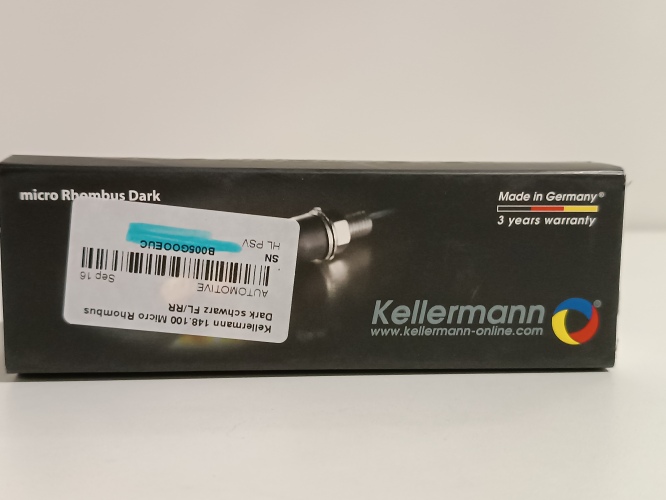 micro Rhombus Dark
Made in Germany®
3 years warranty
Kellermann 148.100 Micro Rhombus
Dark schwarz FL/RR
AUTOMOTIVE
Sep 16
SN
B005GOOEUC
HL PSV
Kellermann®
www.kellermann-online.com